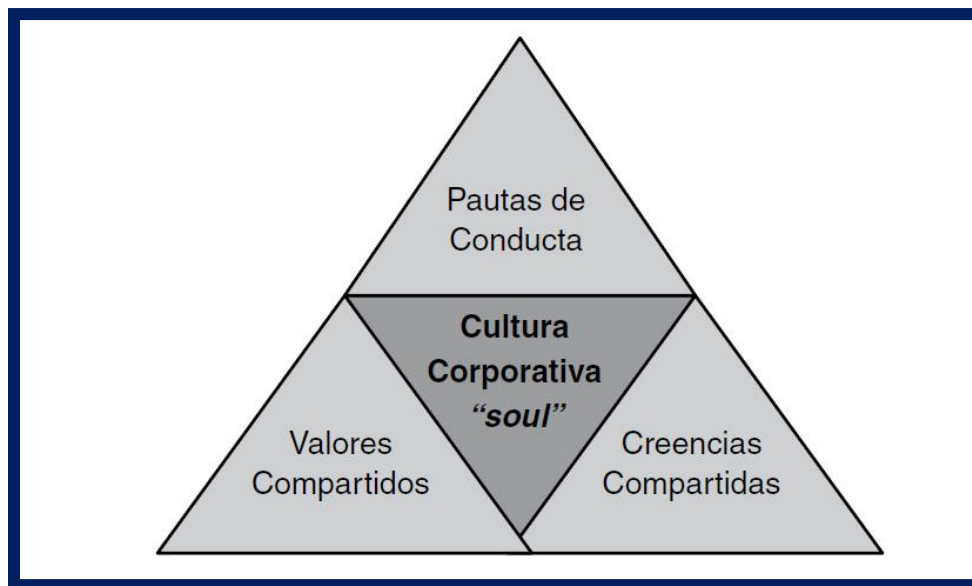 Pautas de
Conducta
Cultura
Corporativa
“soul”
Valores
Compartidos
Creencias
Compartidas